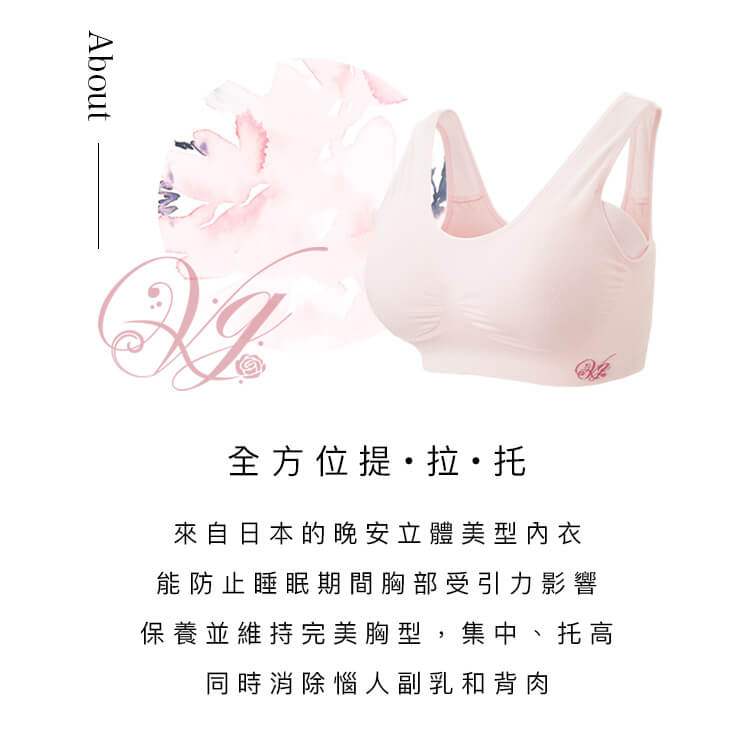 About
Vg
Vg
全方位提•拉•托
來自日本的晚安立體美型內衣
能防止睡眠期間胸部受引力影響
保養並維持完美胸型，集中、托高
同時消除惱人副乳和背肉